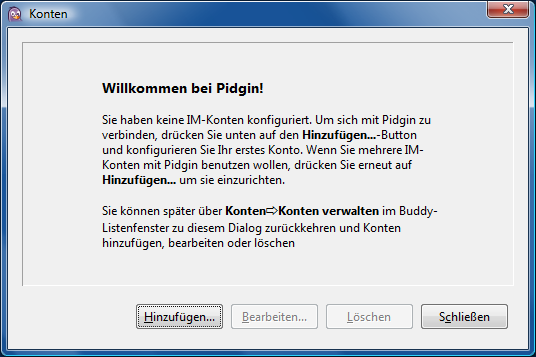 Konten
Willkommen bei Pidgin!
Sie haben keine IM-Konten konfiguriert. Um sich mit Pidgin zu
verbinden, drücken Sie unten auf den Hinzufügen...-Button
und konfigurieren Sie Ihr erstes Konto. Wenn Sie mehrere IM-
Konten mit Pidgin benutzen wollen, drücken Sie erneut auf
Hinzufügen... um sie einzurichten.
Sie können später über Konten⇨Konten verwalten im Buddy-
Listenfenster zu diesem Dialog zurückkehren und Konten
hinzufügen, bearbeiten oder löschen
Hinzufügen... Bearbeiten... Löschen Schließen